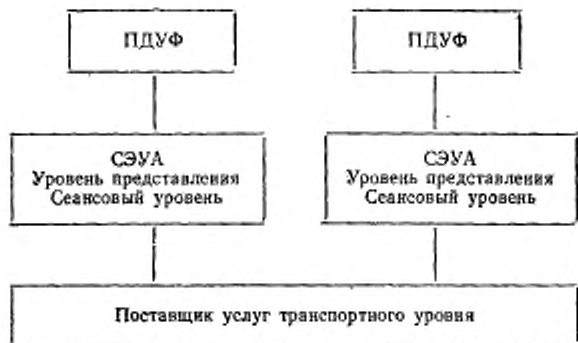 ПДУФ
ПДУФ
СЭУА
Уровень представления
Сеансовый уровень
СЭУА
Уровень представления
Сеансовый уровень
Поставщик услуг транспортного уровня